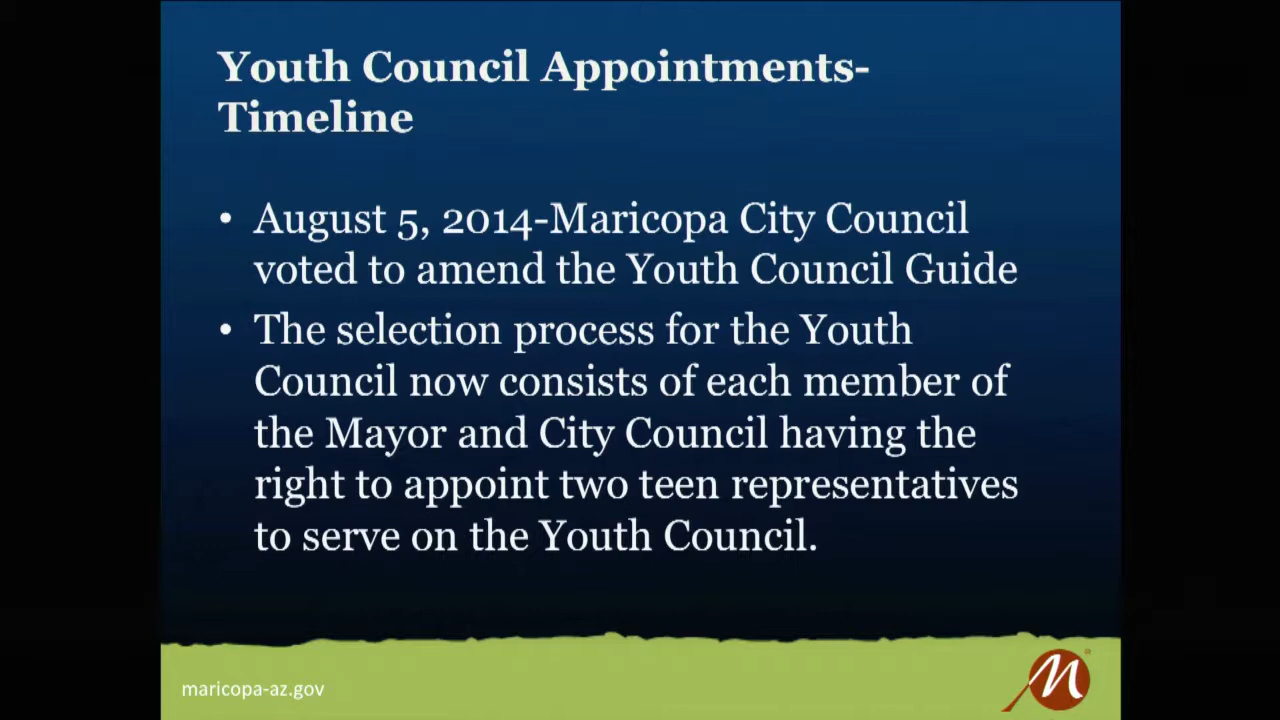 Youth Council Appointments-
Timeline
• August 5, 2014-Maricopa City Council
voted to amend the Youth Council Guide
• The selection process for the Youth
Council now consists of each member of
the Mayor and City Council having the
right to appoint two teen representatives
to serve on the Youth Council.
maricopa-az.gov
M